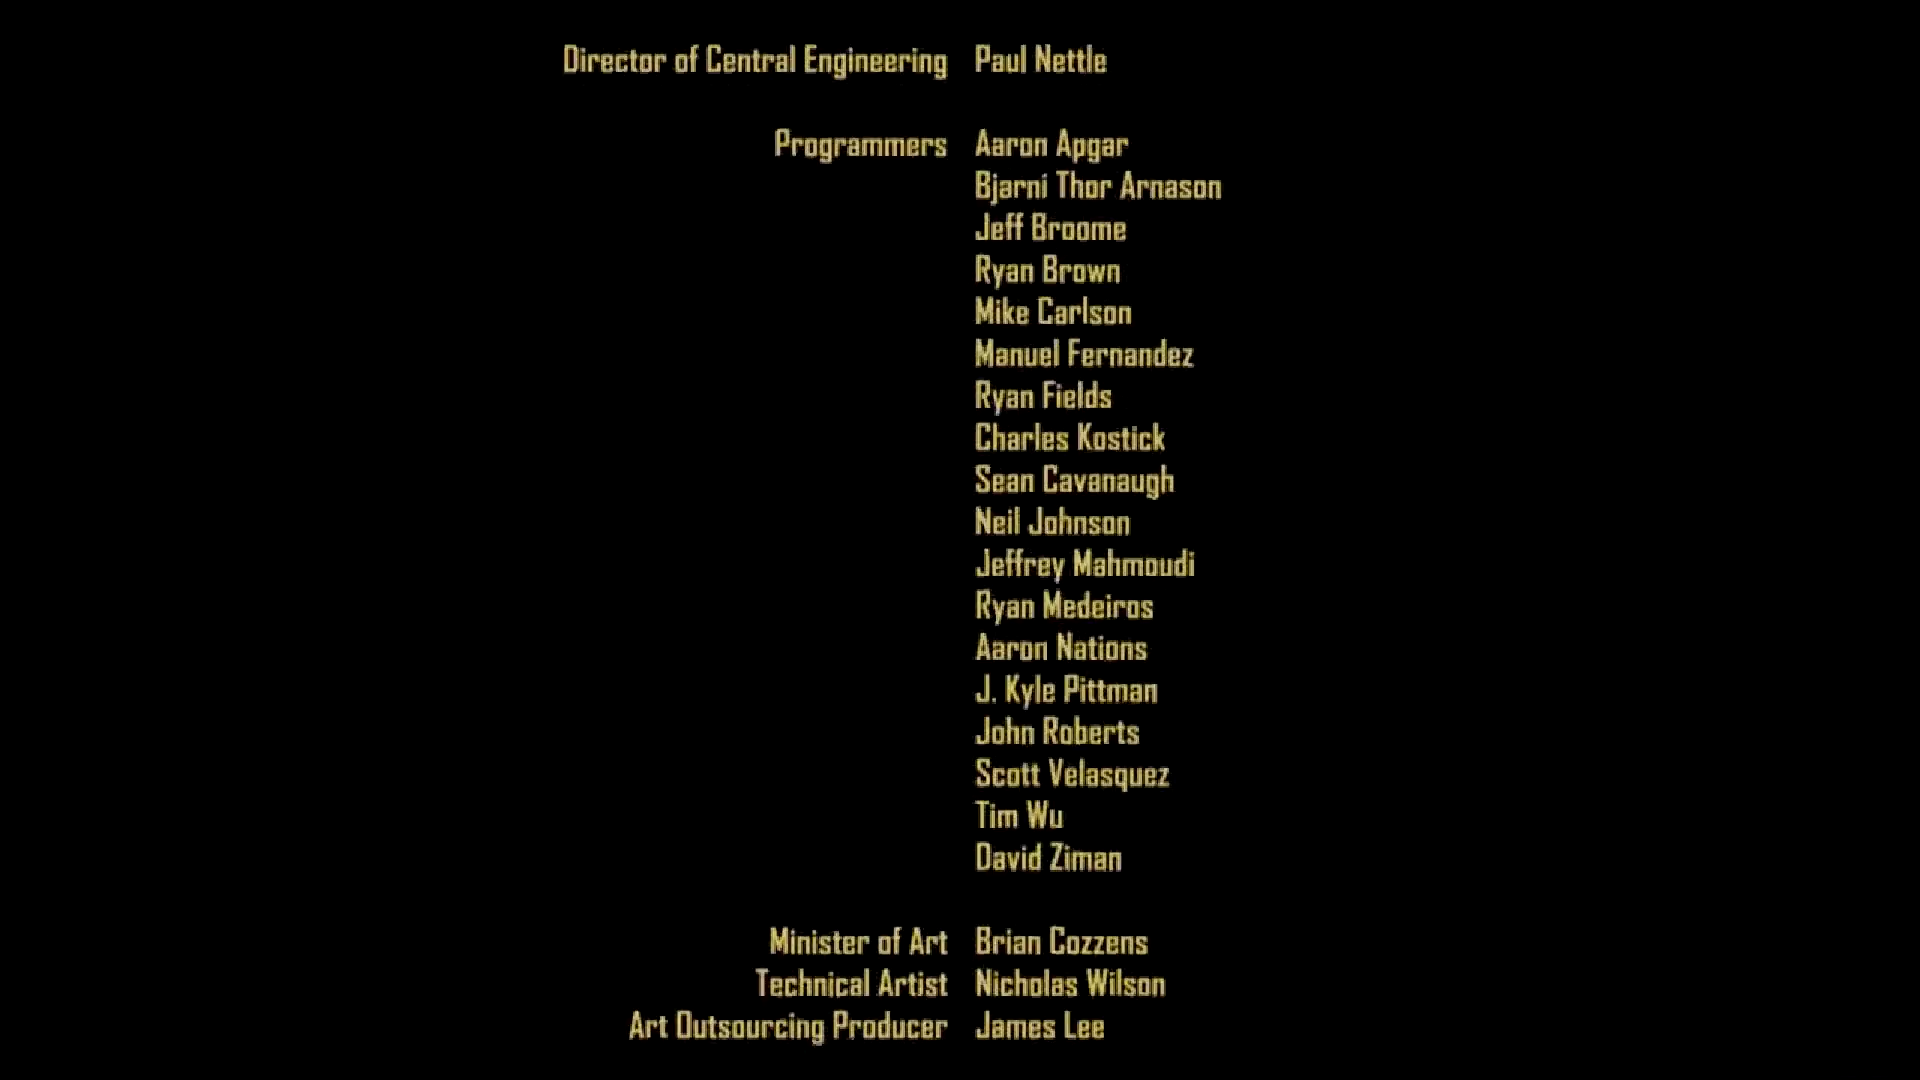 Director of Central Engineering Paul Nettle
Programmers Aaron Apgar
Bjarni Thor Arnason
Jeff Broome
Ryan Brown
Mike Carlson
Manuel Fernandez
Ryan Fields
Charles Kostick
Sean Cavanaugh
Neil Johnson
Jeffrey Mahmoudi
Ryan Medeiros
Aaron Nations
J. Kyle Pittman
John Roberts
Scott Velasquez
Tim Wu
David Ziman
Minister of Art Brian Cozzens
Technical Artist Nicholas Wilson
Art Outsourcing Producer James Lee